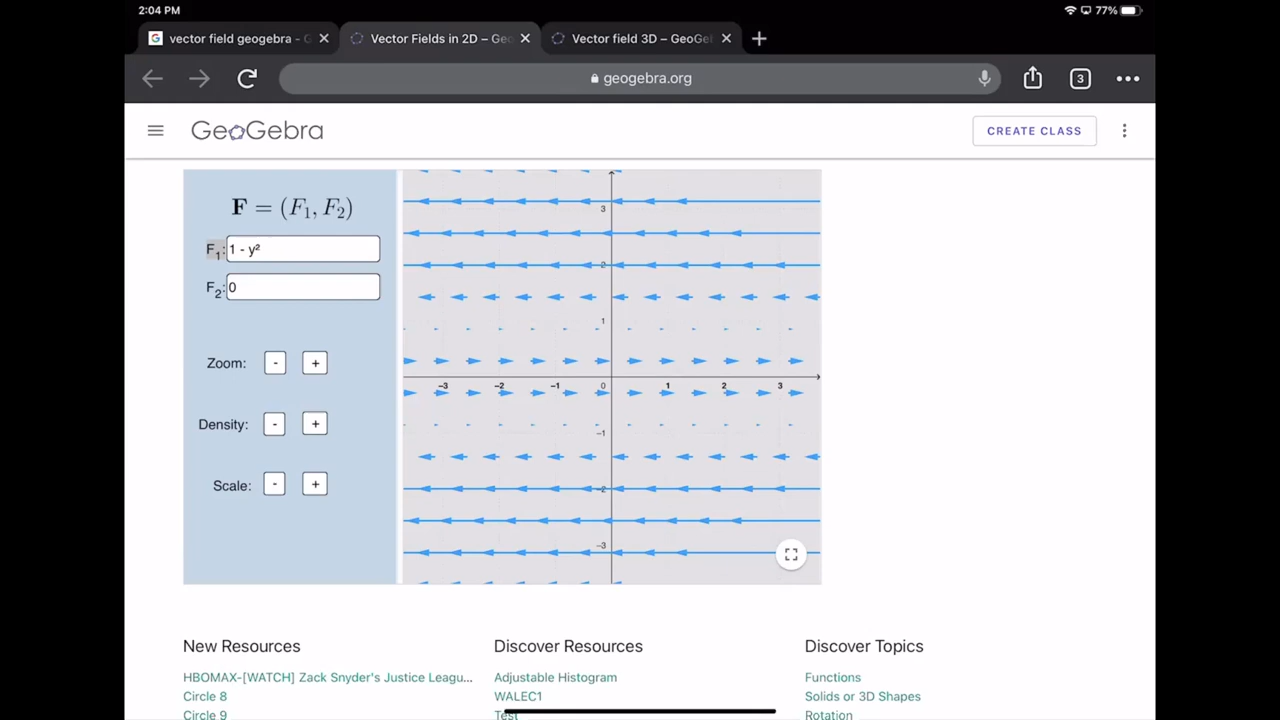 2:04 PM
77%
vector field geogebra - G
Vector Fields in 2D – Geo
Vector field 3D – GeoGe
geogebra.org
3
GeoGebra
CREATE CLASS
F = (F₁, F₂)
F₁: 1 - y²
F₂: 0
Zoom: - +
Density: - +
Scale: - +
3
2
1
-3 -2 -1 0 1 2 3
-1
-2
-3
New Resources
HBOMAX-[WATCH] Zack Snyder's Justice Leagu...
Circle 8
Circle 9
Discover Resources
Adjustable Histogram
WALEC1
Test
Discover Topics
Functions
Solids or 3D Shapes
Rotation